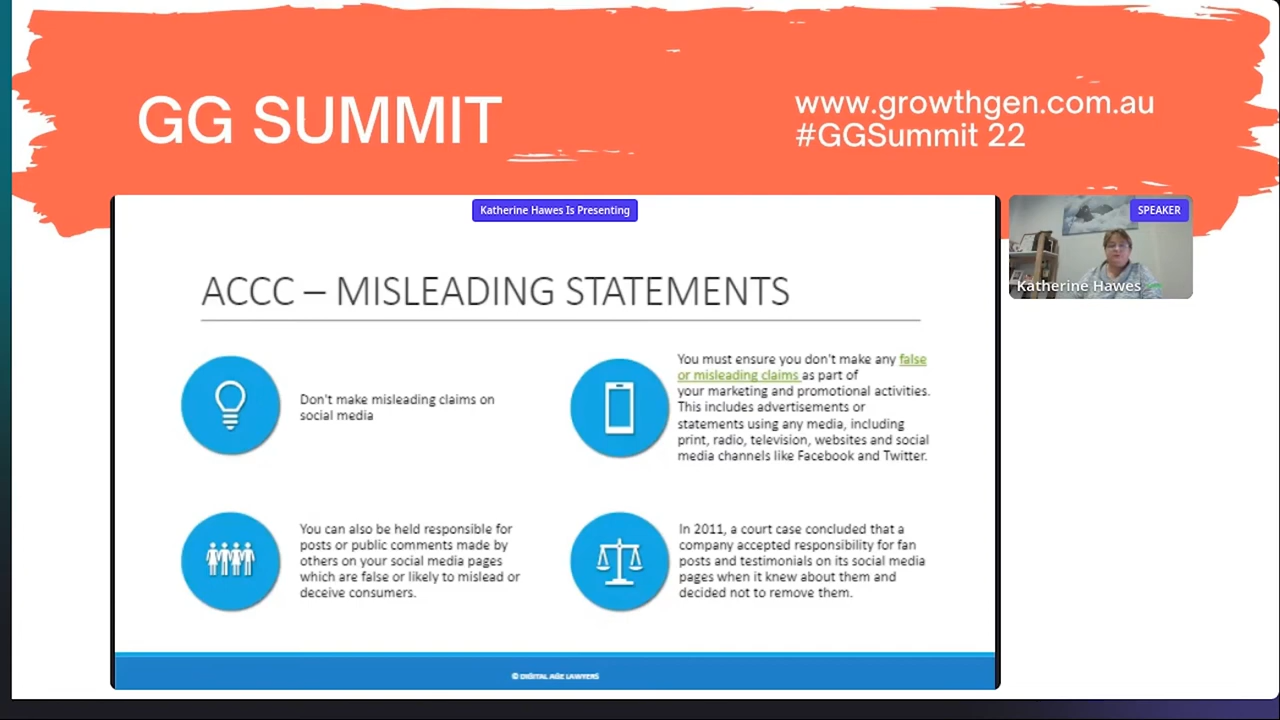 GG SUMMIT
www.growthgen.com.au
#GGSummit 22
Katherine Hawes Is Presenting
SPEAKER
Katherine Hawes
ACCC – MISLEADING STATEMENTS
Don't make misleading claims on
social media
You must ensure you don't make any false
or misleading claims as part of
your marketing and promotional activities.
This includes advertisements or
statements using any media, including
print, radio, television, websites and social
media channels like Facebook and Twitter.
You can also be held responsible for
posts or public comments made by
others on your social media pages
which are false or likely to mislead or
deceive consumers.
In 2011, a court case concluded that a
company accepted responsibility for fan
posts and testimonials on its social media
pages when it knew about them and
decided not to remove them.
© DIGITAL AGE LAWYERS